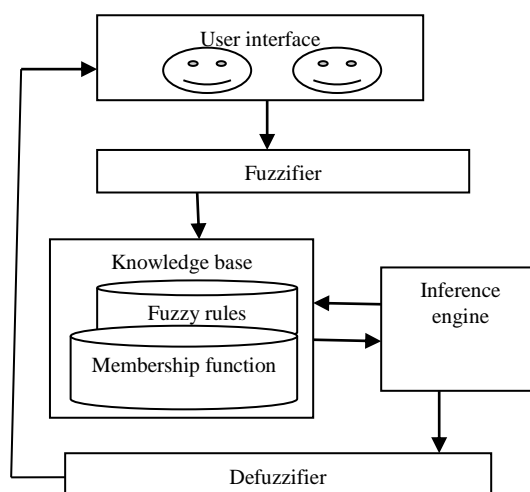 User interface
Fuzzifier
Knowledge base
Fuzzy rules
Membership function
Inference
engine
Defuzzifier